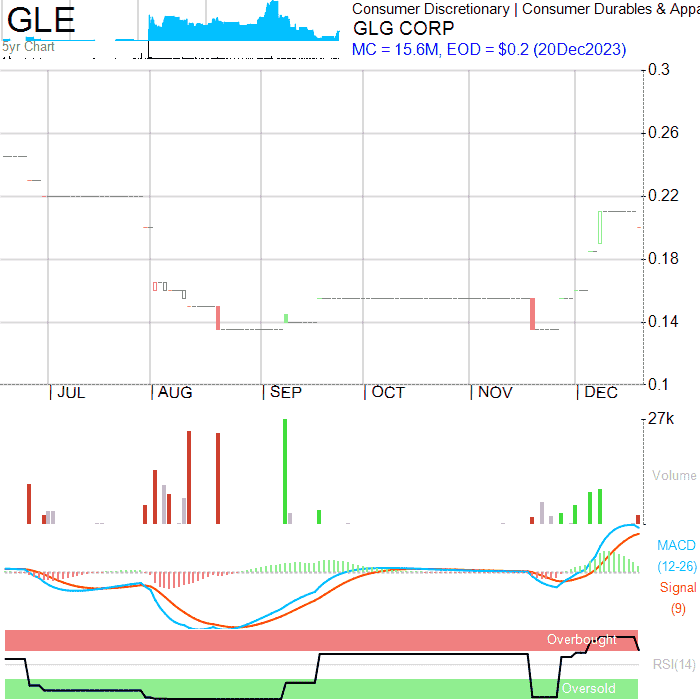 GLE
5yr Chart
Consumer Discretionary | Consumer Durables & Appa
GLG CORP
MC = 15.6M, EOD = $0.2 (20Dec2023)
0.3
0.26
0.22
0.18
0.14
0.1
JUL AUG SEP OCT NOV DEC
27k
Volume
MACD
(12-26)
Signal
(9)
Overbought
RSI(14)
Oversold